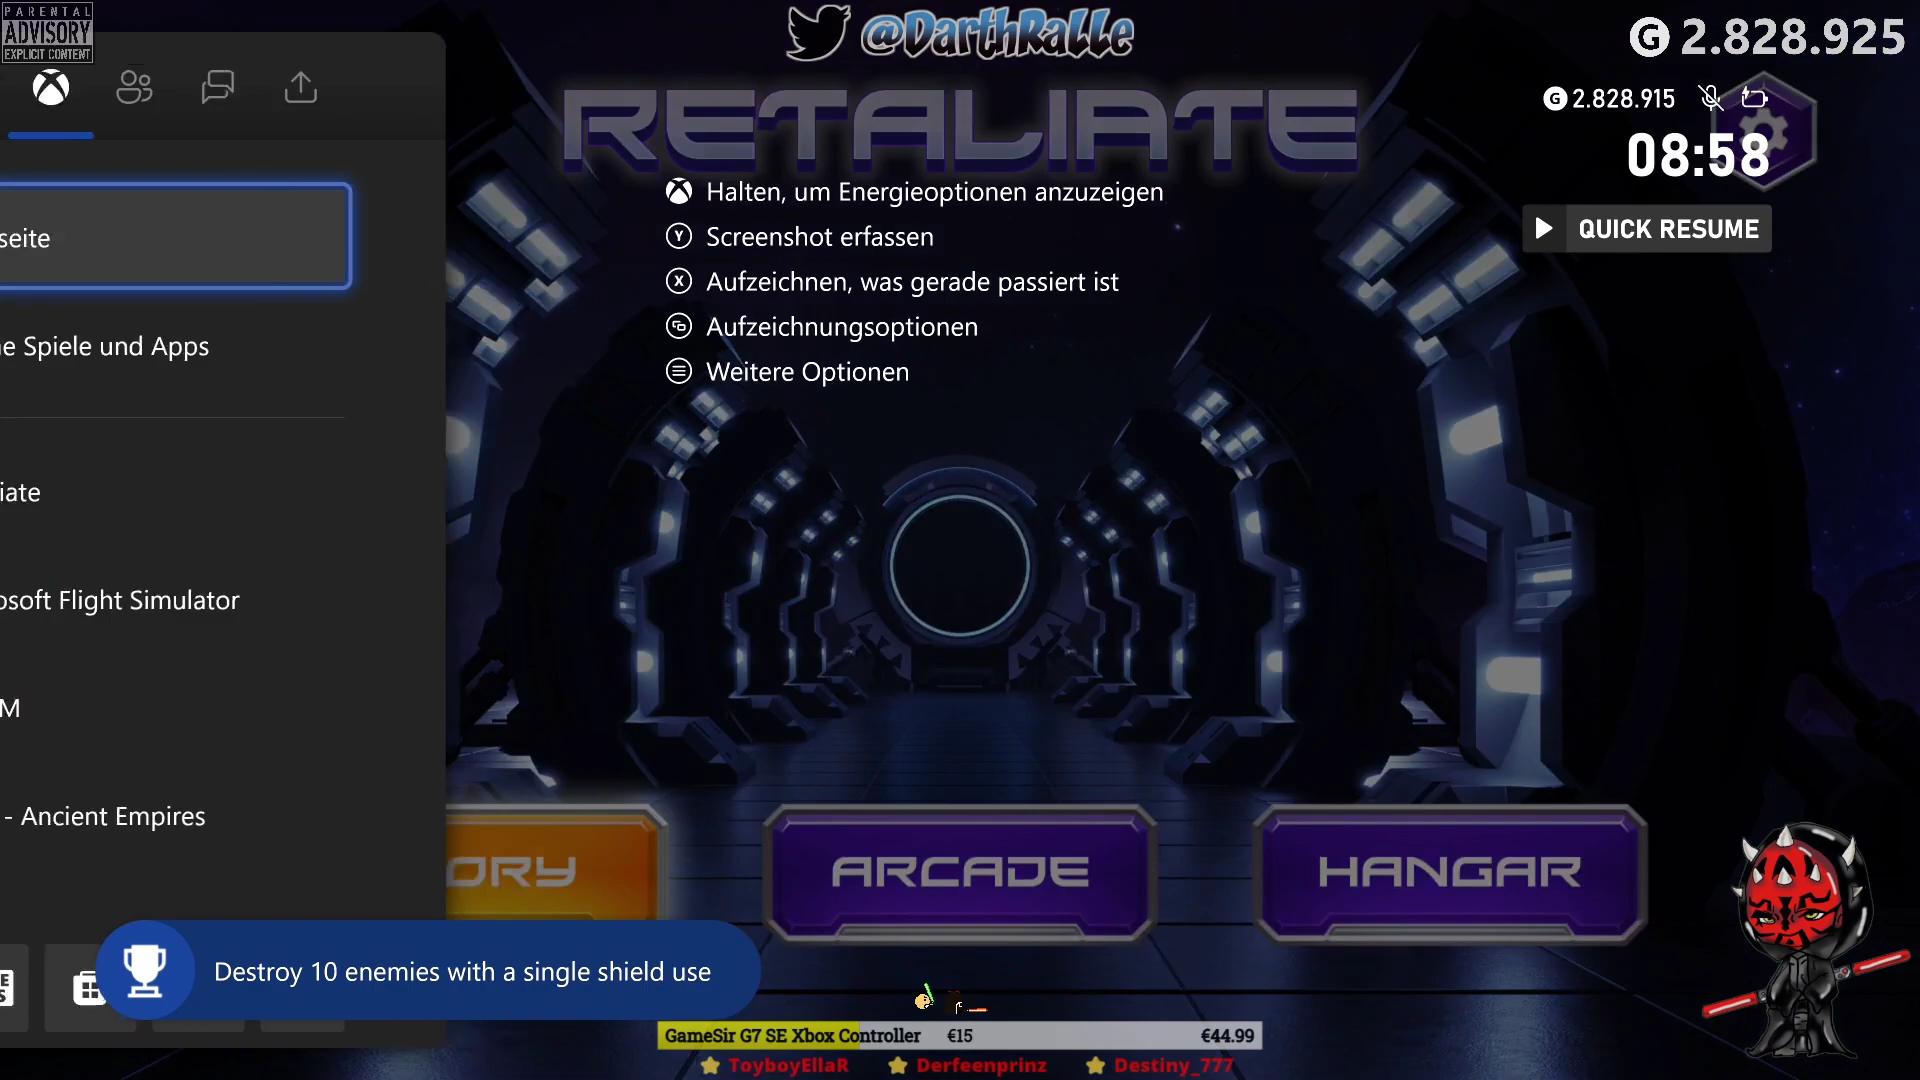 PARENTAL
ADVISORY
EXPLICIT CONTENT
@DarthRalle
G 2.828.925
RETALIATE
G 2.828.915
08:58
QUICK RESUME
Halten, um Energieoptionen anzuzeigen
Y Screenshot erfassen
X Aufzeichnen, was gerade passiert ist
Aufzeichnungsoptionen
Weitere Optionen
seite
e Spiele und Apps
iate
osoft Flight Simulator
M
- Ancient Empires
ORY
ARCADE
HANGAR
Destroy 10 enemies with a single shield use
GameSir G7 SE Xbox Controller €15 €44.99
ToyboyEllaR Derfeenprinz Destiny_777